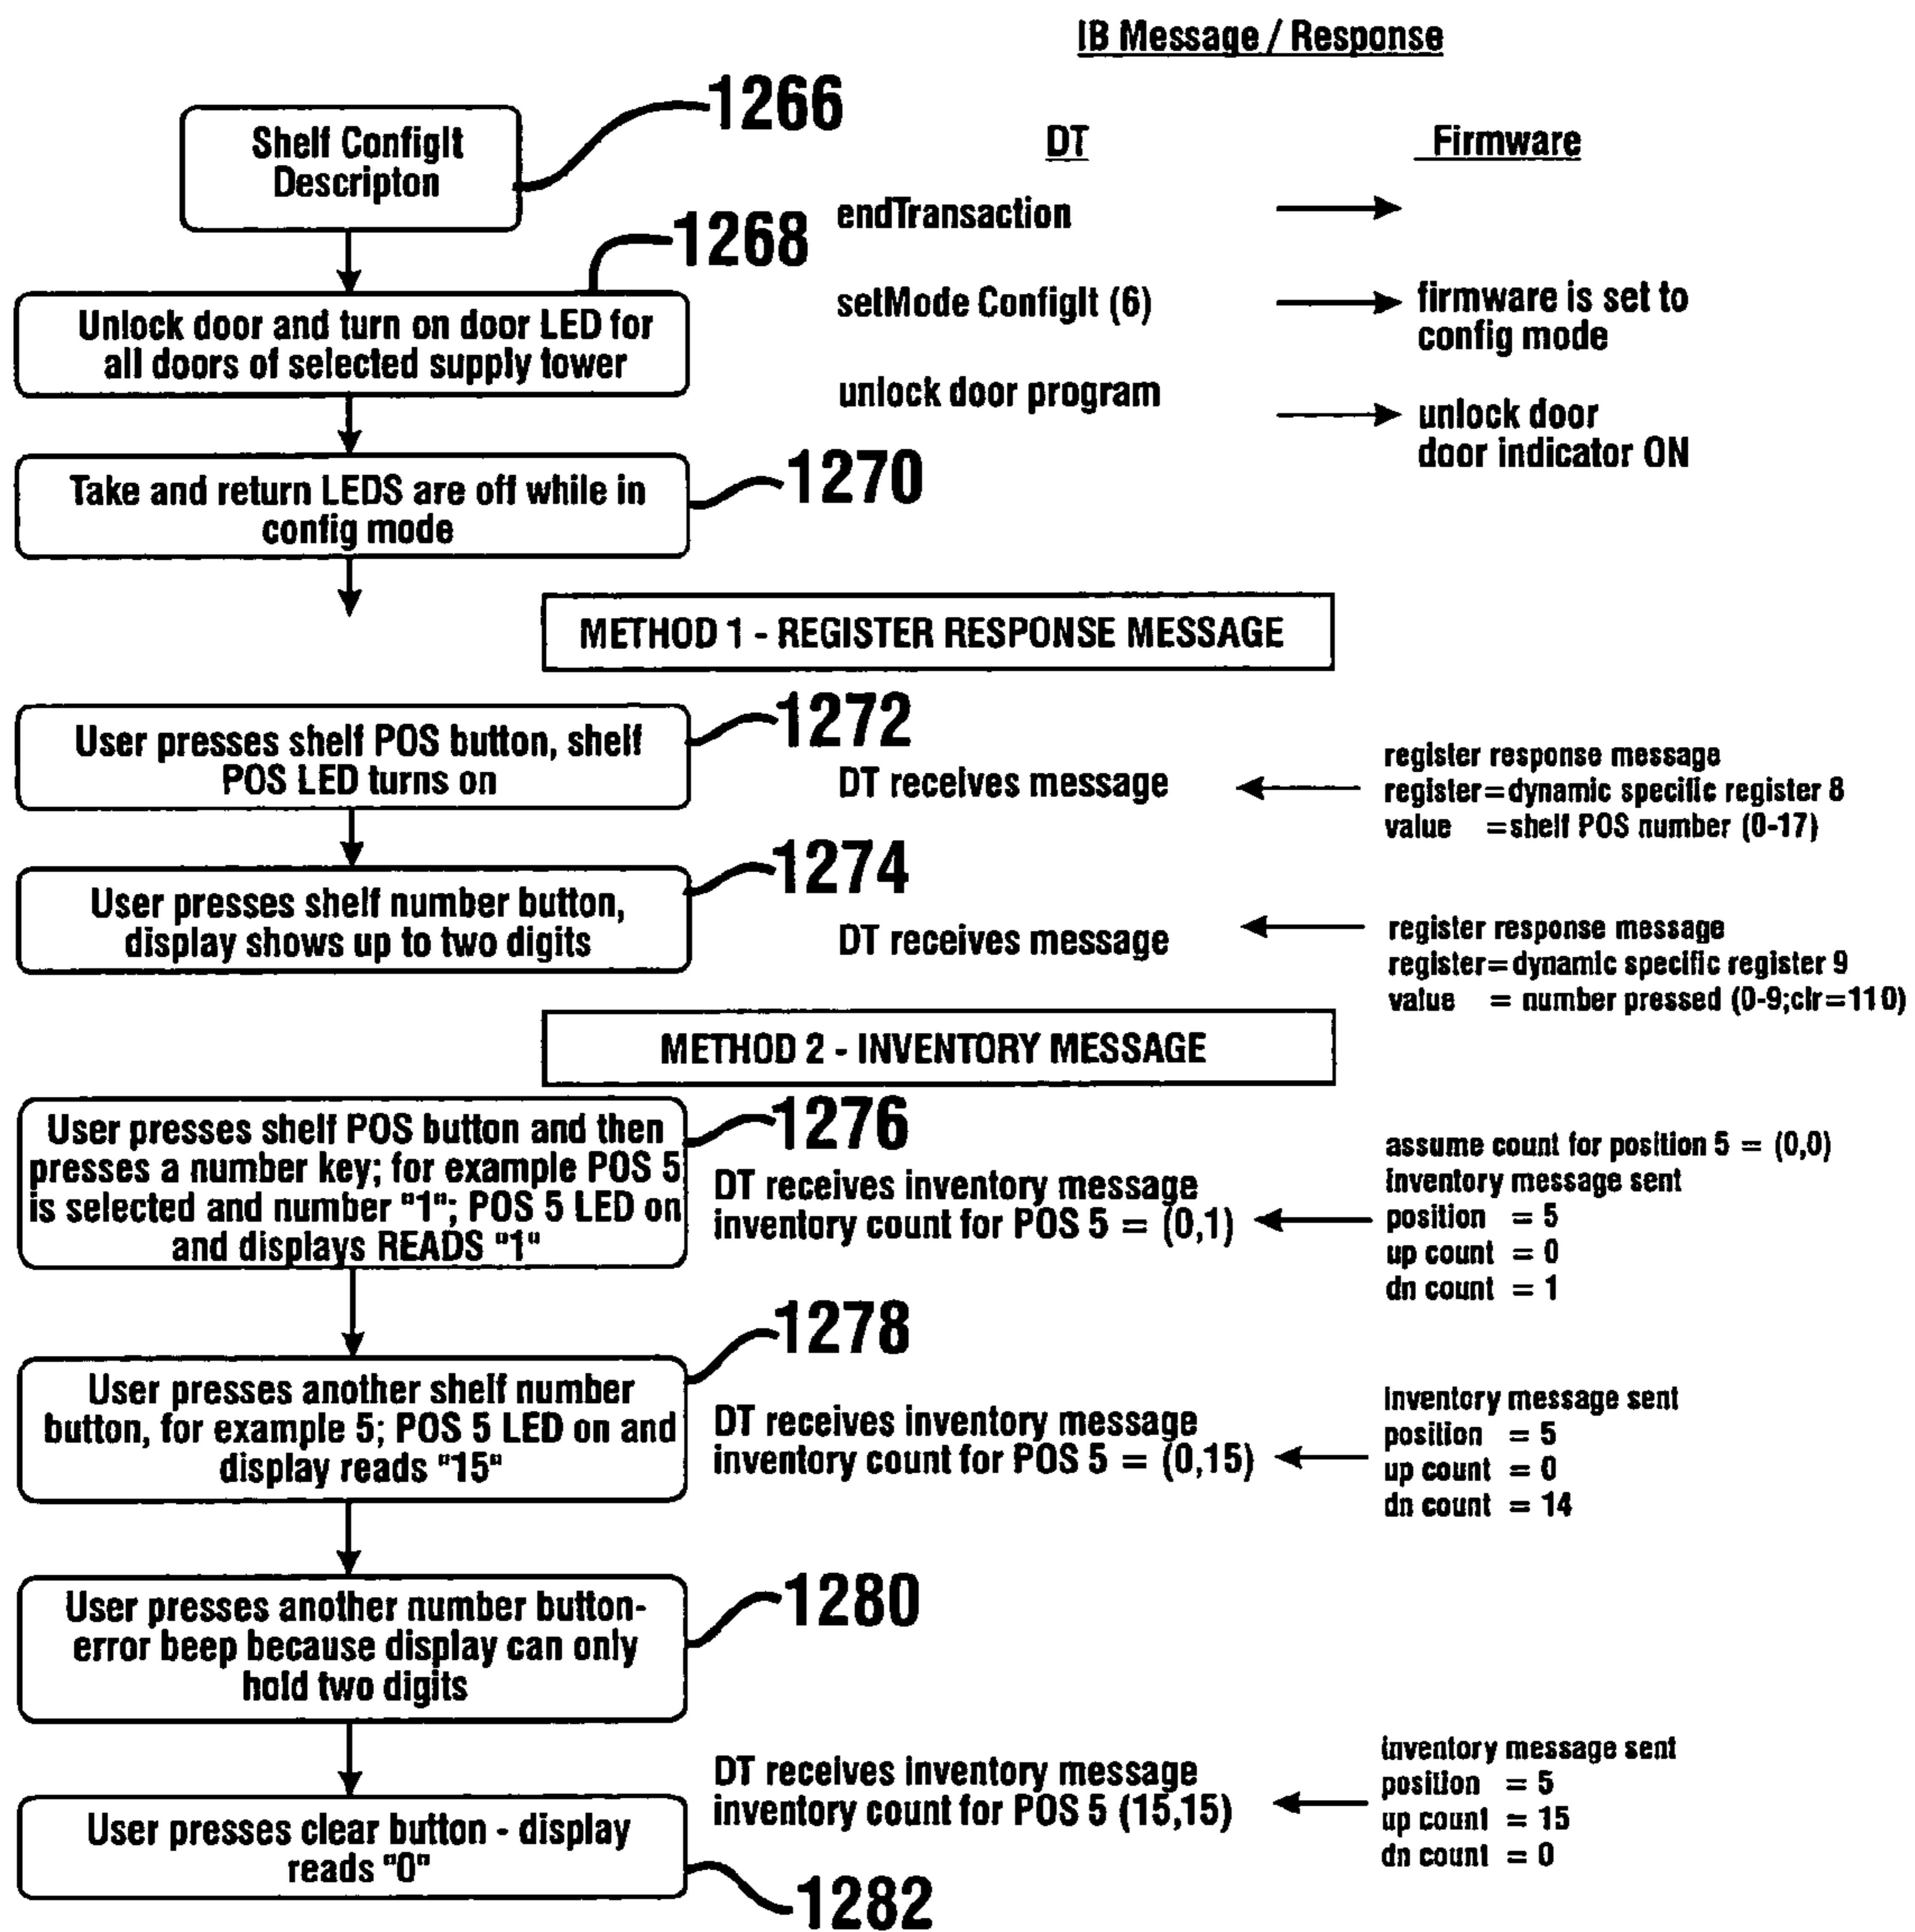 IB Message / Response
1266
Shelf ConfigIt
Descripton
DT
Firmware
endTransaction
1268
Unlock door and turn on door LED for
all doors of selected supply tower
setMode ConfigIt (6)
firmware is set to
config mode
unlock door program
unlock door
door indicator ON
1270
Take and return LEDS are off while in
config mode
METHOD 1 - REGISTER RESPONSE MESSAGE
1272
User presses shelf POS button, shelf
POS LED turns on
DT receives message
register response message
register=dynamic specific register 8
value =shelf POS number (0-17)
1274
User presses shelf number button,
display shows up to two digits
DT receives message
register response message
register=dynamic specific register 9
value = number pressed (0-9;clr=110)
METHOD 2 - INVENTORY MESSAGE
1276
User presses shelf POS button and then
presses a number key; for example POS 5
is selected and number "1"; POS 5 LED on
and displays READS "1"
DT receives inventory message
inventory count for POS 5 = (0,1)
assume count for position 5 = (0,0)
inventory message sent
position = 5
up count = 0
dn count = 1
1278
User presses another shelf number
button, for example 5; POS 5 LED on and
display reads "15"
DT receives inventory message
inventory count for POS 5 = (0,15)
inventory message sent
position = 5
up count = 0
dn count = 14
1280
User presses another number button-
error beep because display can only
hold two digits
DT receives inventory message
inventory count for POS 5 (15,15)
inventory message sent
position = 5
up count = 15
dn count = 0
User presses clear button - display
reads "0"
1282